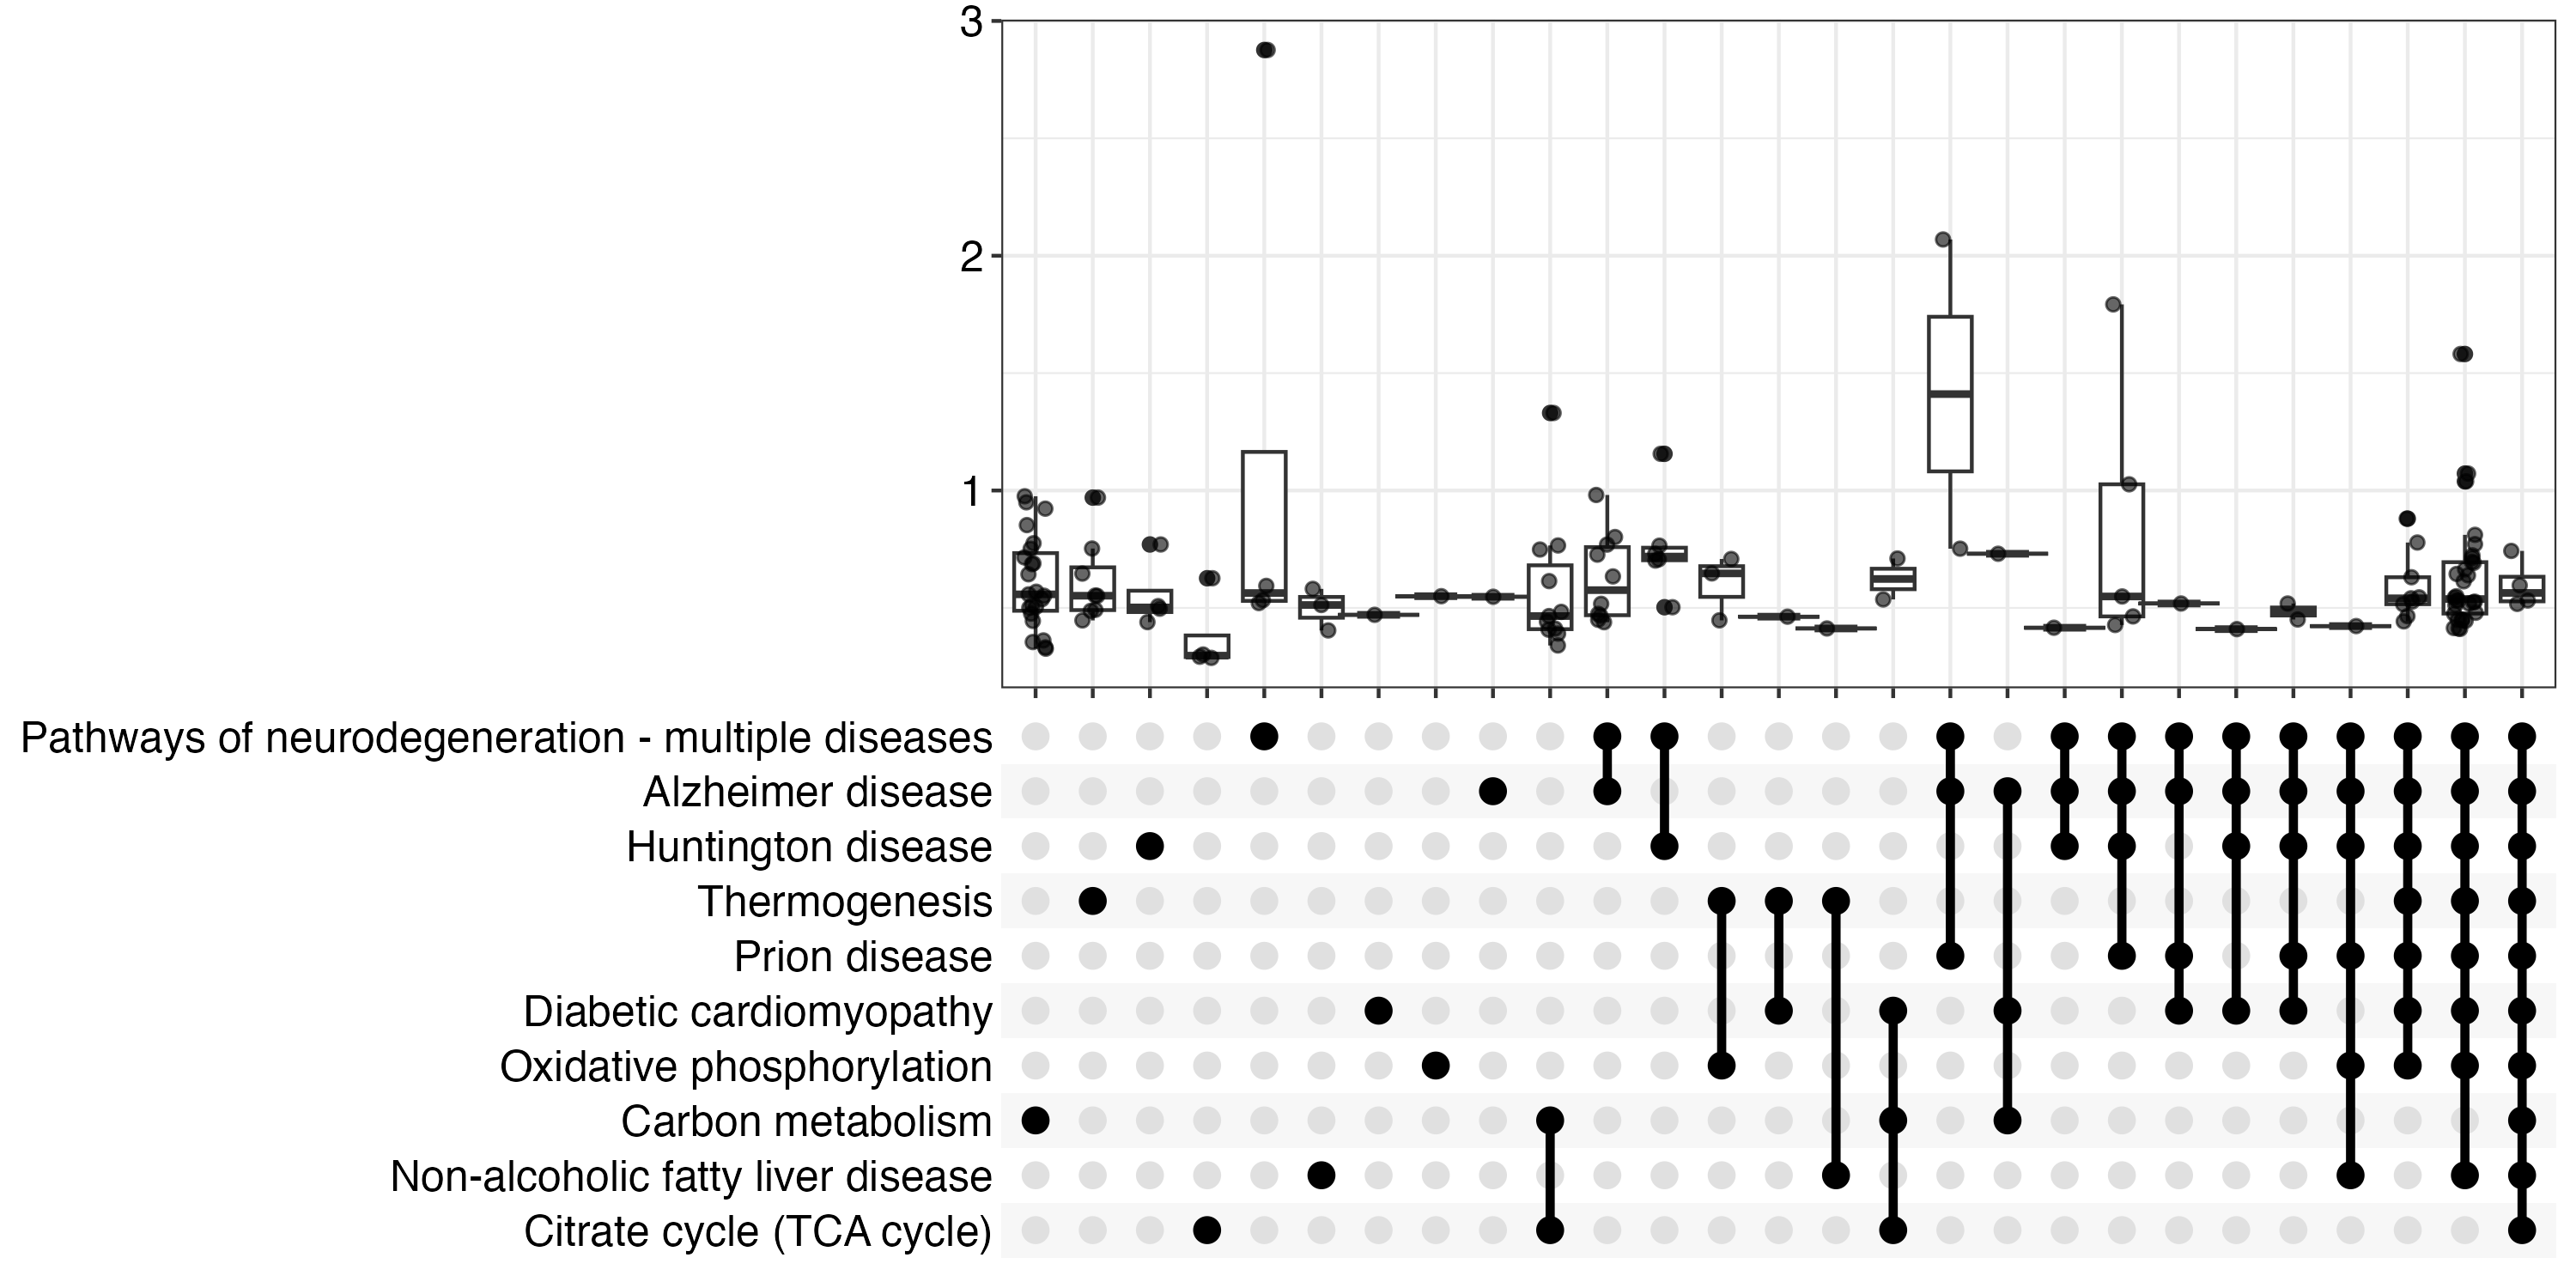 3
2
1
Pathways of neurodegeneration - multiple diseases
Alzheimer disease
Huntington disease
Thermogenesis
Prion disease
Diabetic cardiomyopathy
Oxidative phosphorylation
Carbon metabolism
Non-alcoholic fatty liver disease
Citrate cycle (TCA cycle)